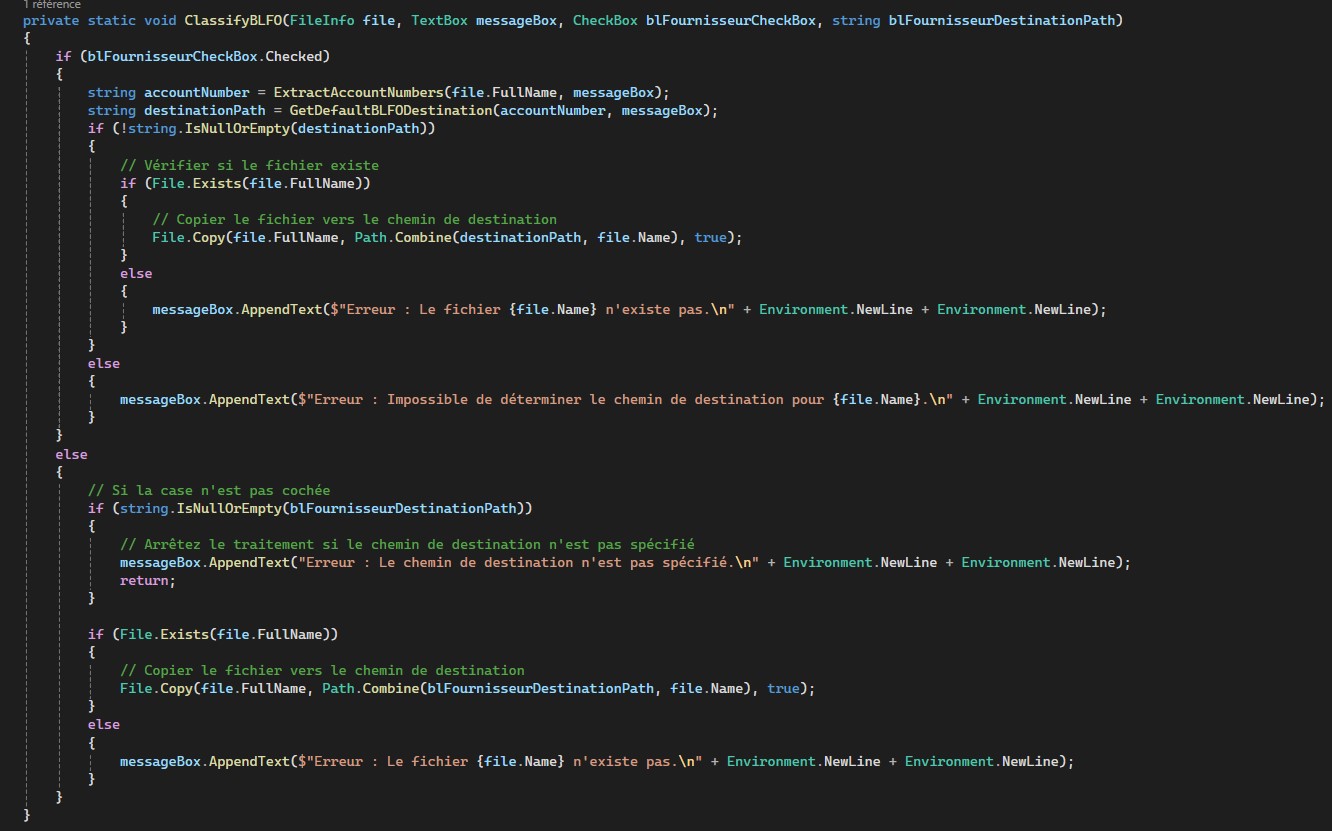 1 référence
private static void ClassifyBLFO(FileInfo file, TextBox messageBox, CheckBox blFournisseurCheckBox, string blFournisseurDestinationPath)
{
if (blFournisseurCheckBox.Checked)
{
string accountNumber = ExtractAccountNumbers(file.FullName, messageBox);
string destinationPath = GetDefaultBLFODestination(accountNumber, messageBox);
if (!string.IsNullOrEmpty(destinationPath))
{
// Vérifier si le fichier existe
if (File.Exists(file.FullName))
{
// Copier le fichier vers le chemin de destination
File.Copy(file.FullName, Path.Combine(destinationPath, file.Name), true);
}
else
{
messageBox.AppendText($"Erreur : Le fichier {file.Name} n'existe pas.\n" + Environment.NewLine + Environment.NewLine);
}
}
else
{
messageBox.AppendText($"Erreur : Impossible de déterminer le chemin de destination pour {file.Name}.\n" + Environment.NewLine + Environment.NewLine);
}
}
else
{
// Si la case n'est pas cochée
if (string.IsNullOrEmpty(blFournisseurDestinationPath))
{
// Arrêtez le traitement si le chemin de destination n'est pas spécifié
messageBox.AppendText("Erreur : Le chemin de destination n'est pas spécifié.\n" + Environment.NewLine + Environment.NewLine);
return;
}
if (File.Exists(file.FullName))
{
// Copier le fichier vers le chemin de destination
File.Copy(file.FullName, Path.Combine(blFournisseurDestinationPath, file.Name), true);
}
else
{
messageBox.AppendText($"Erreur : Le fichier {file.Name} n'existe pas.\n" + Environment.NewLine + Environment.NewLine);
}
}
}